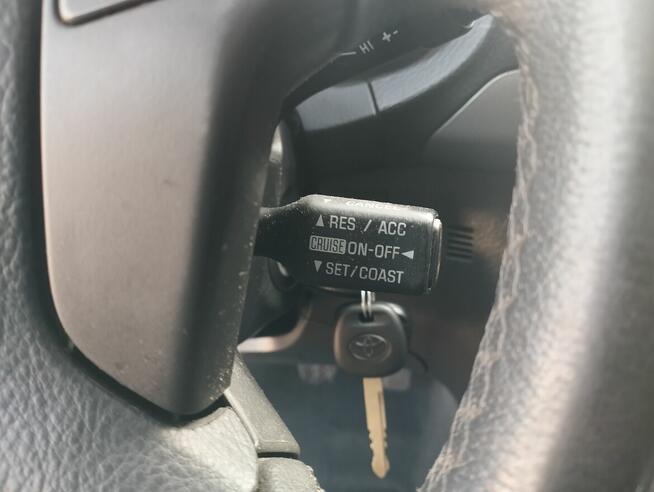 HI +-
▼ CANCEL
▲ RES / ACC
CRUISE ON-OFF ◀
▼ SET/COAST